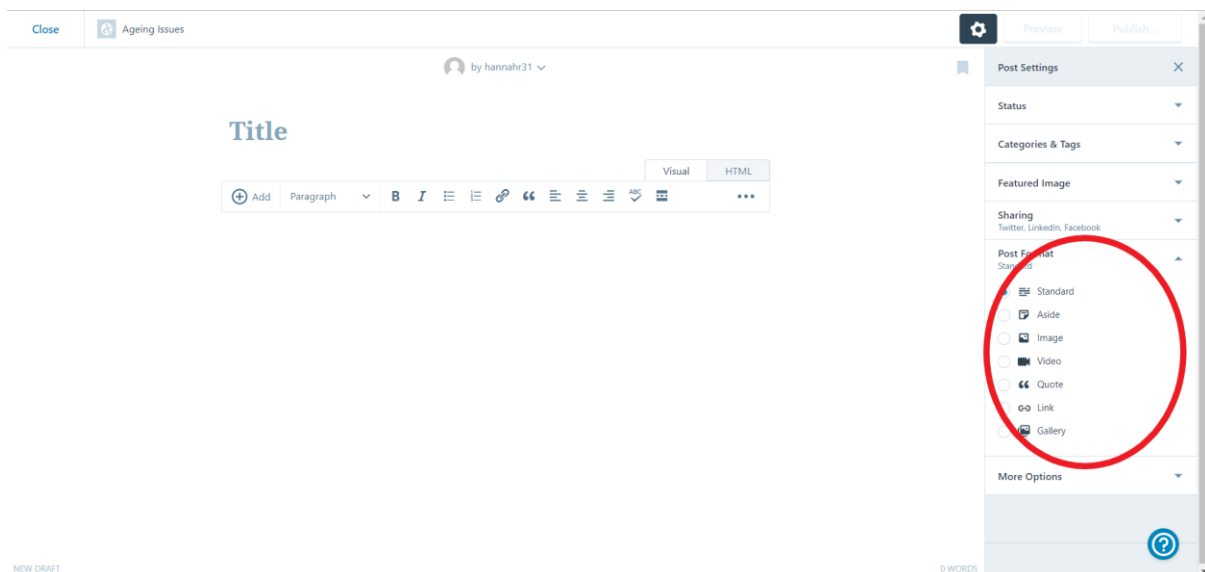 Close
Ageing Issues
Preview
Publish...
by hannahr31
Post Settings
Status
Title
Categories & Tags
Visual
HTML
Featured Image
Add
Paragraph
B
I
ABC
Sharing
Twitter, LinkedIn, Facebook
Post Format
Standard
Standard
Aside
Image
Video
Quote
Link
Gallery
More Options
?
NEW DRAFT
0 WORDS